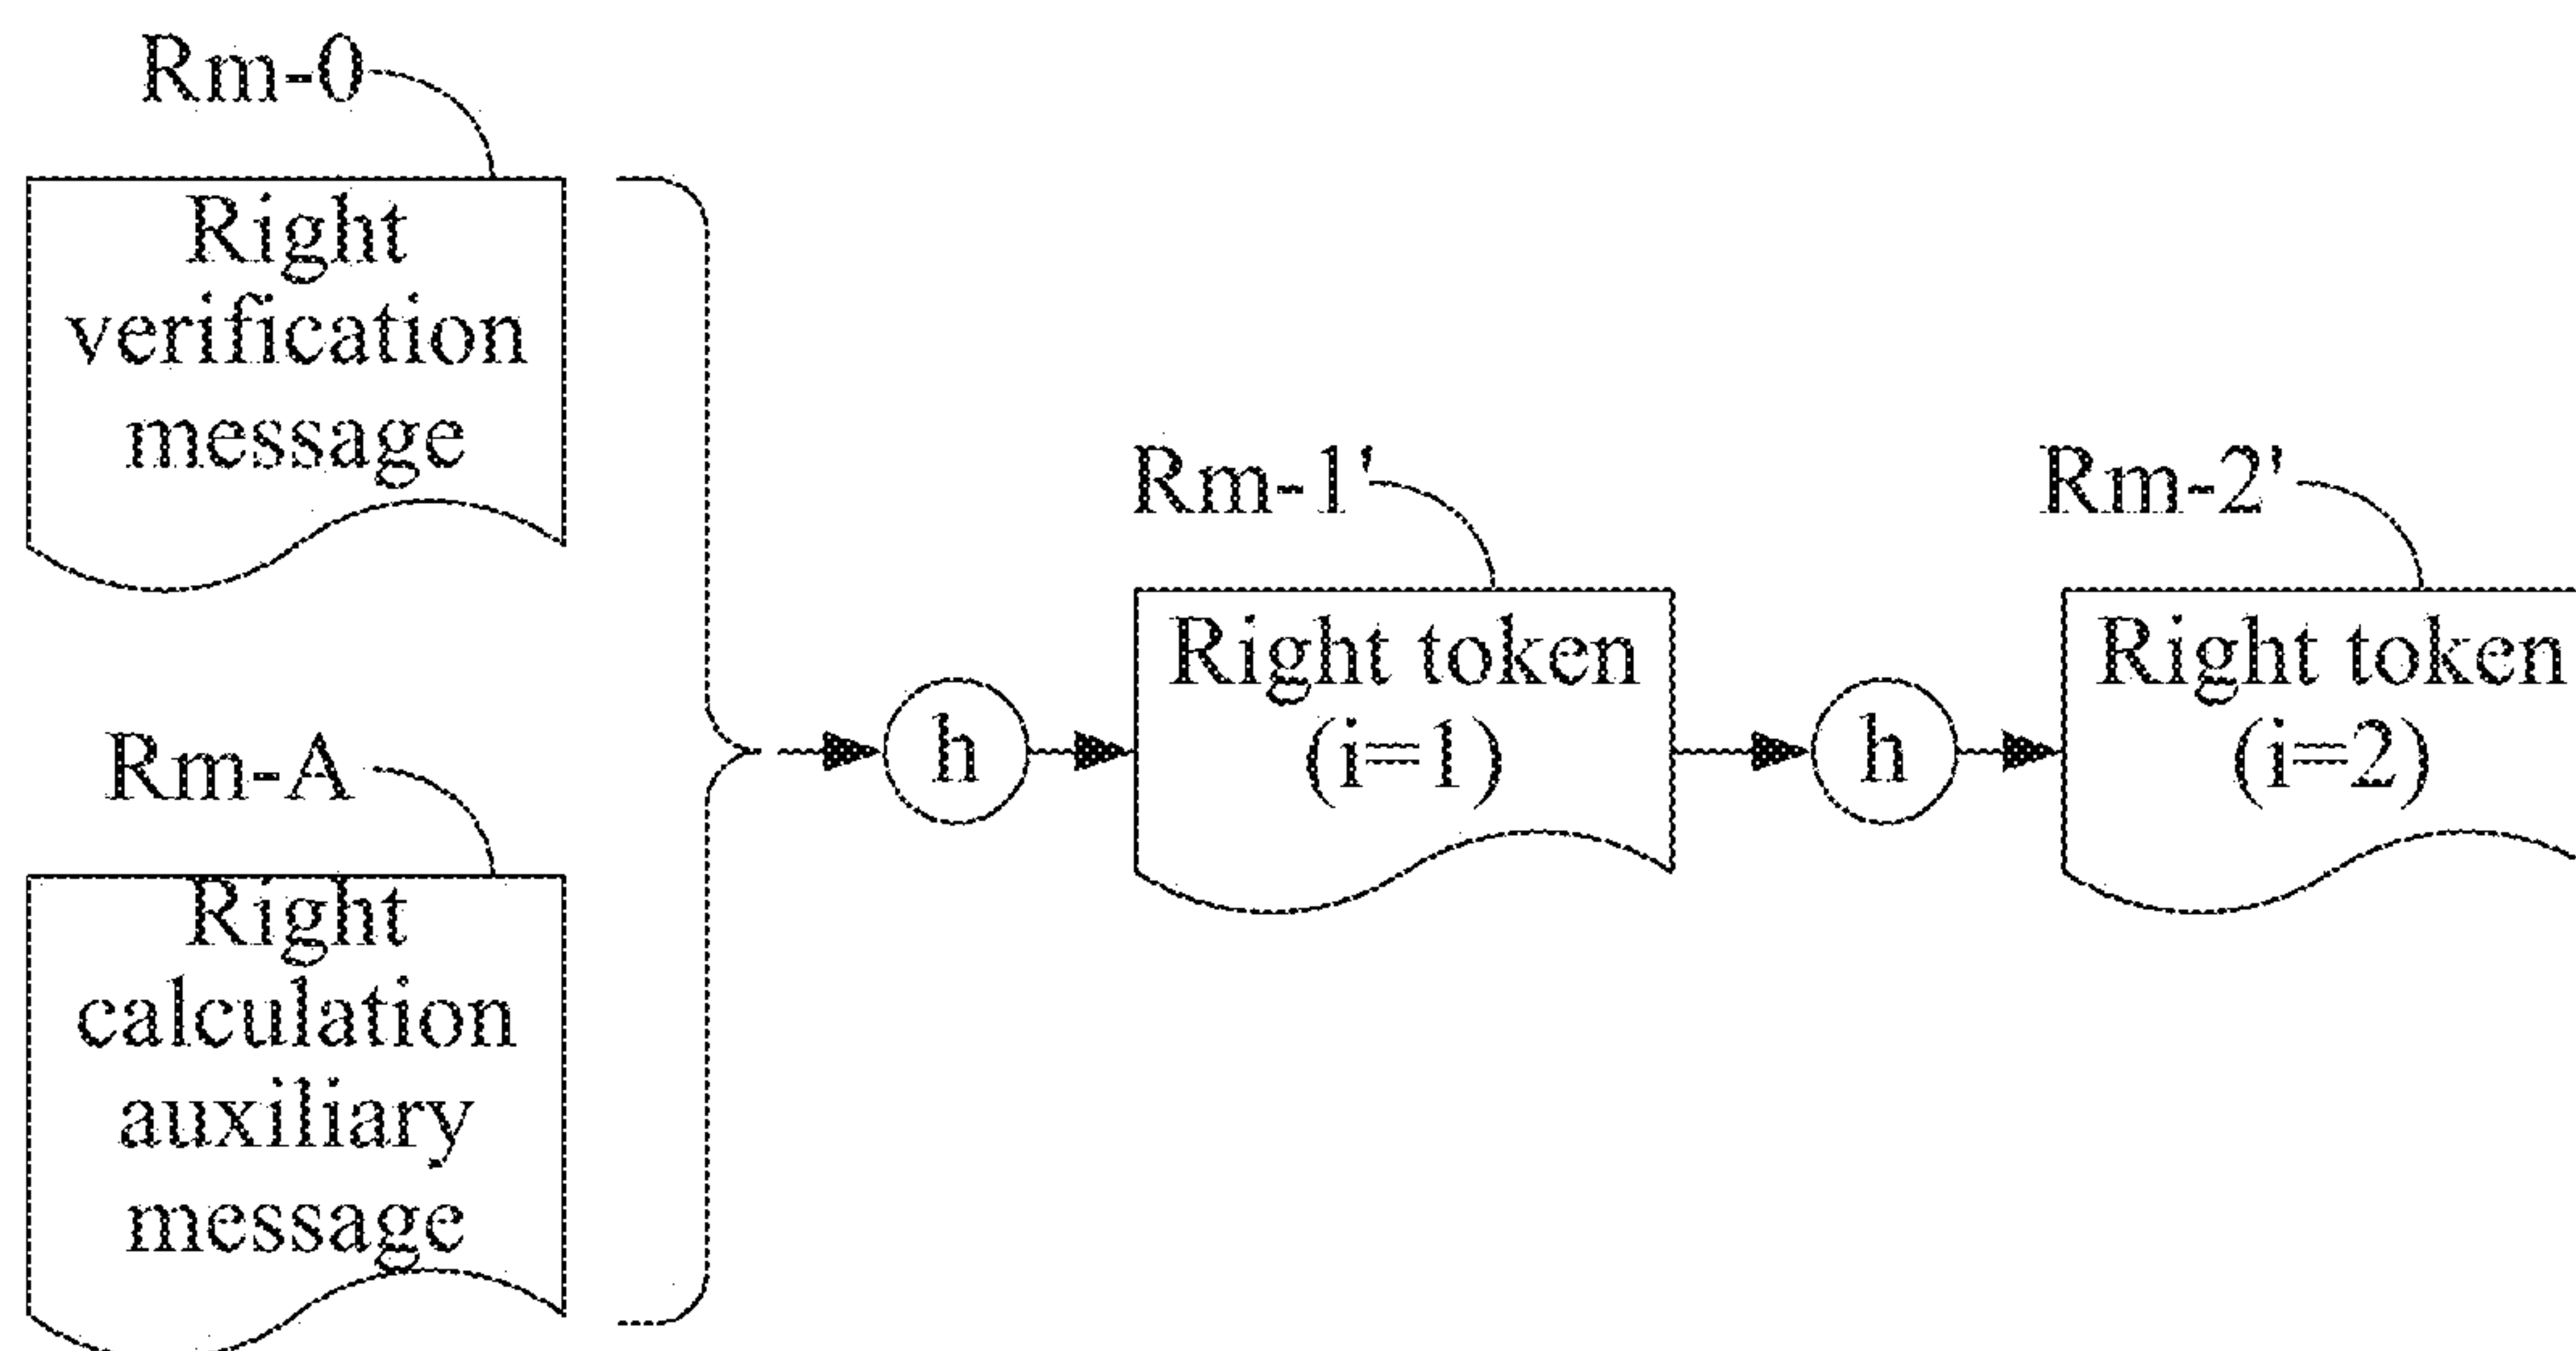 Rm-0
Right
verification
message
Rm-A
Right
calculation
auxiliary
message
h
Rm-1'
Right token
(i=1)
h
Rm-2'
Right token
(i=2)